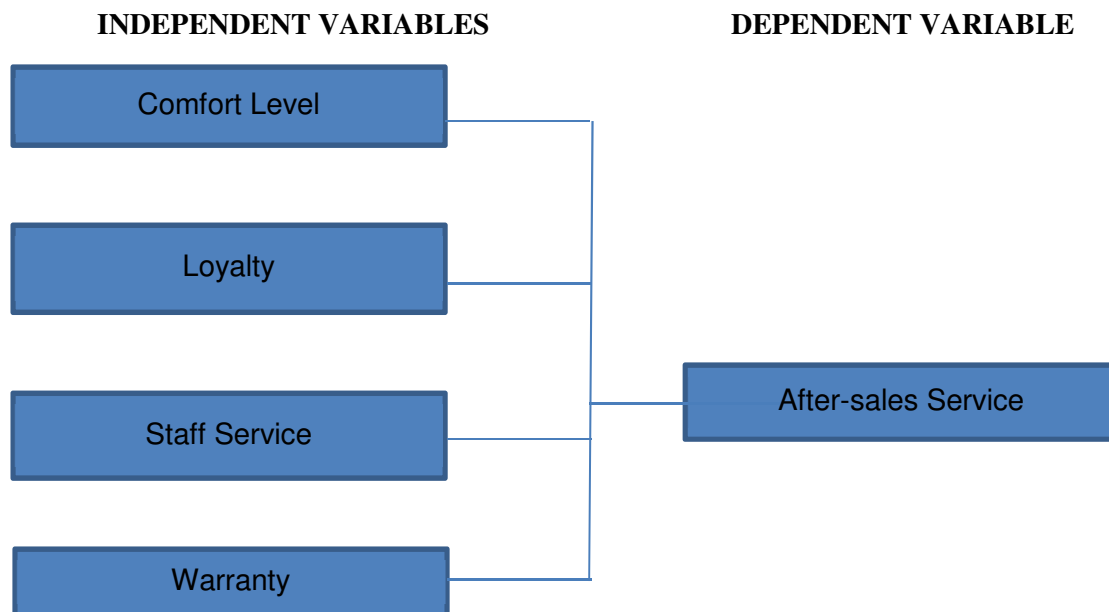 INDEPENDENT VARIABLES
DEPENDENT VARIABLE
Comfort Level
Loyalty
Staff Service
After-sales Service
Warranty